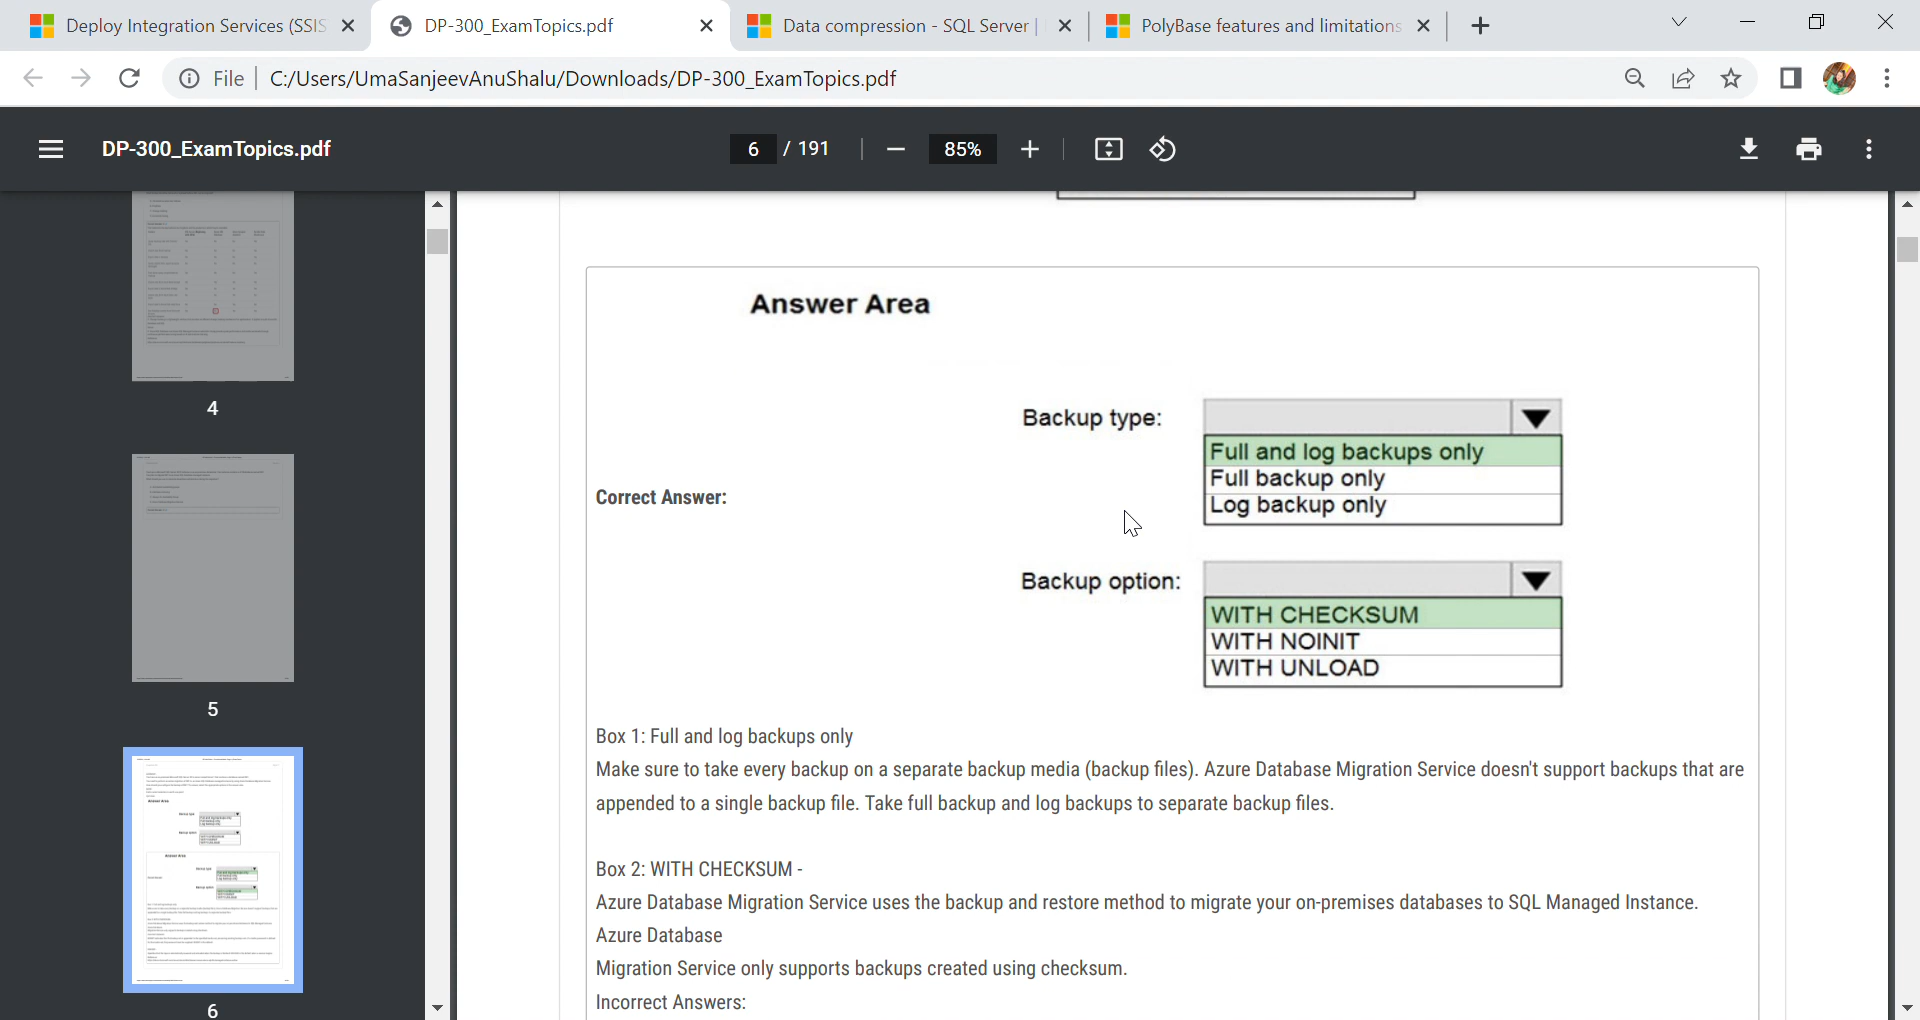 Deploy Integration Services (SSIS
DP-300_ExamTopics.pdf
Data compression - SQL Server |
PolyBase features and limitations
File
C:/Users/UmaSanjeevAnuShalu/Downloads/DP-300_ExamTopics.pdf
DP-300_ExamTopics.pdf
6 / 191
85%
4
5
6
Answer Area
Backup type:
Full and log backups only
Full backup only
Log backup only
Correct Answer:
Backup option:
WITH CHECKSUM
WITH NOINIT
WITH UNLOAD
Box 1: Full and log backups only
Make sure to take every backup on a separate backup media (backup files). Azure Database Migration Service doesn't support backups that are
appended to a single backup file. Take full backup and log backups to separate backup files.
Box 2: WITH CHECKSUM -
Azure Database Migration Service uses the backup and restore method to migrate your on-premises databases to SQL Managed Instance.
Azure Database
Migration Service only supports backups created using checksum.
Incorrect Answers: